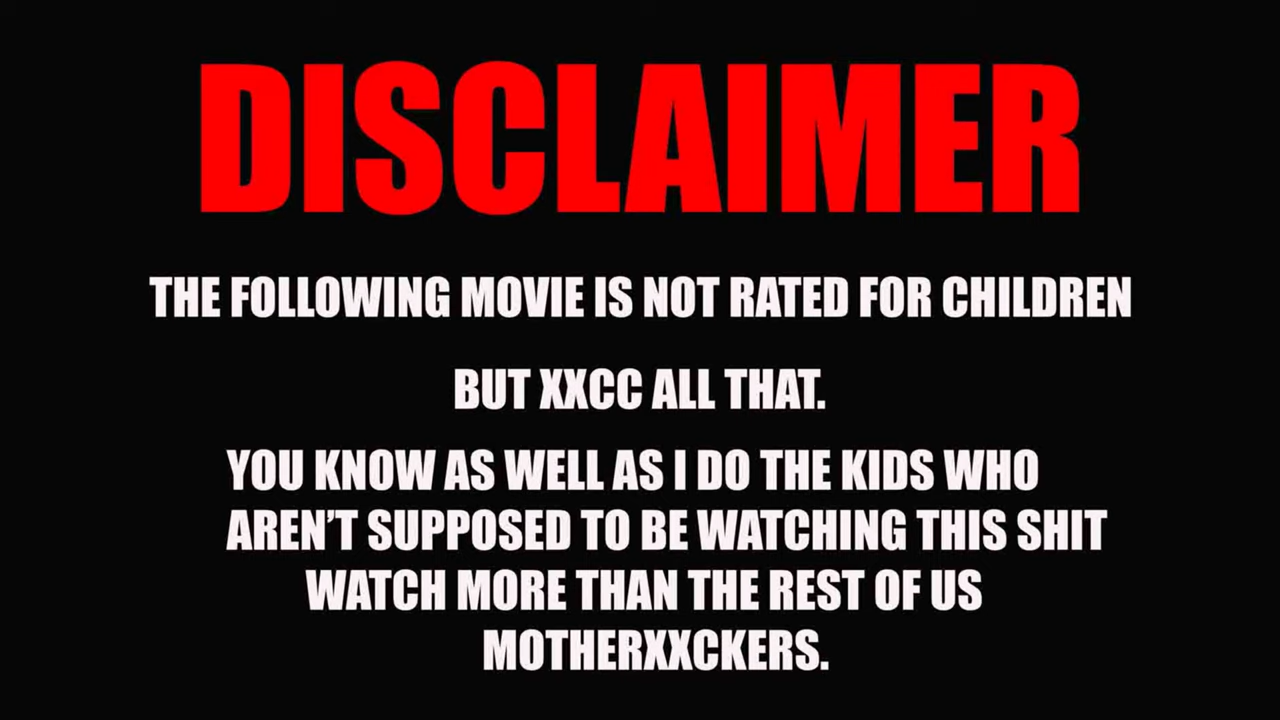 DISCLAIMER
THE FOLLOWING MOVIE IS NOT RATED FOR CHILDREN
BUT XXCC ALL THAT.
YOU KNOW AS WELL AS I DO THE KIDS WHO
AREN'T SUPPOSED TO BE WATCHING THIS SHIT
WATCH MORE THAN THE REST OF US
MOTHERXXCKERS.